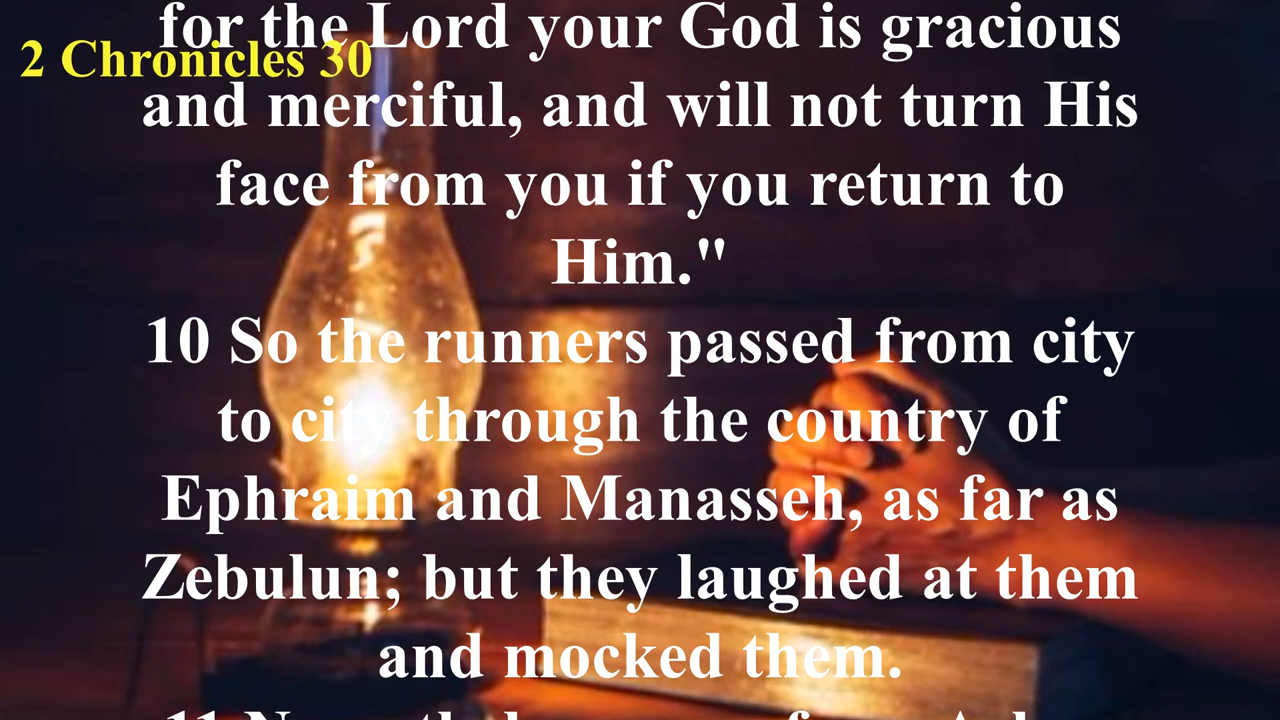 for the Lord your God is gracious
2 Chronicles 30
and merciful, and will not turn His
face from you if you return to
Him."
10 So the runners passed from city
to city through the country of
Ephraim and Manasseh, as far as
Zebulun; but they laughed at them
and mocked them.